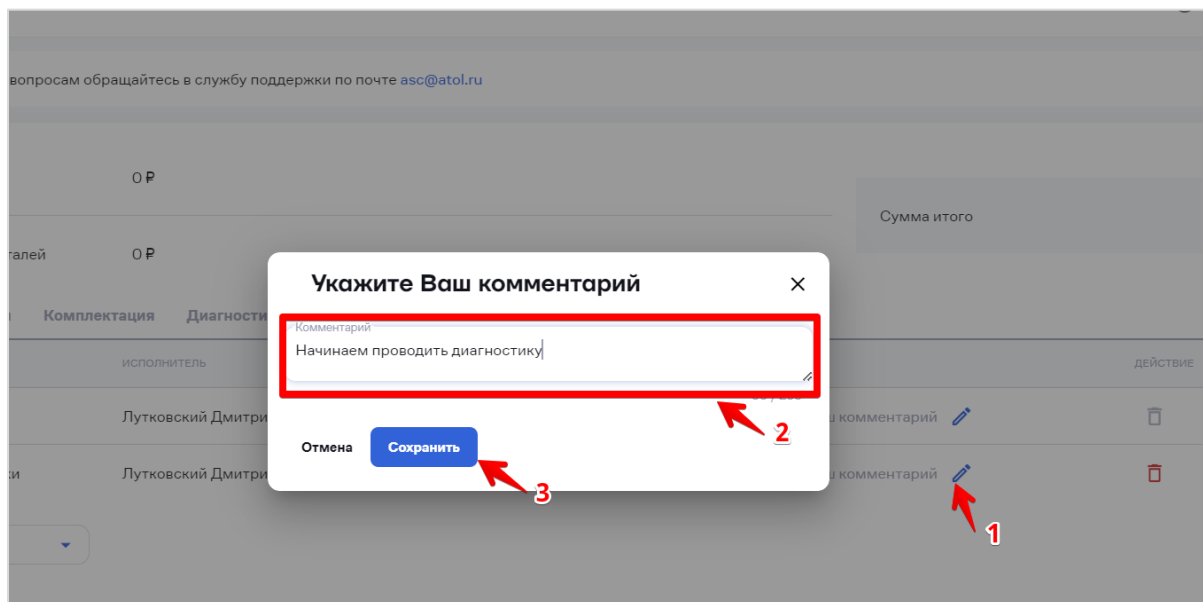 вопросам обращайтесь в службу поддержки по почте asc@atol.ru
0 ₽
Сумма итого
талей 0 ₽
Укажите Ваш комментарий
Комплектация Диагности
Комментарий
Начинаем проводить диагностику
ИСПОЛНИТЕЛЬ ДЕЙСТВИЕ
Лутковский Дмитри комментарий
2
Отмена Сохранить
ки Лутковский Дмитри комментарий
3
1